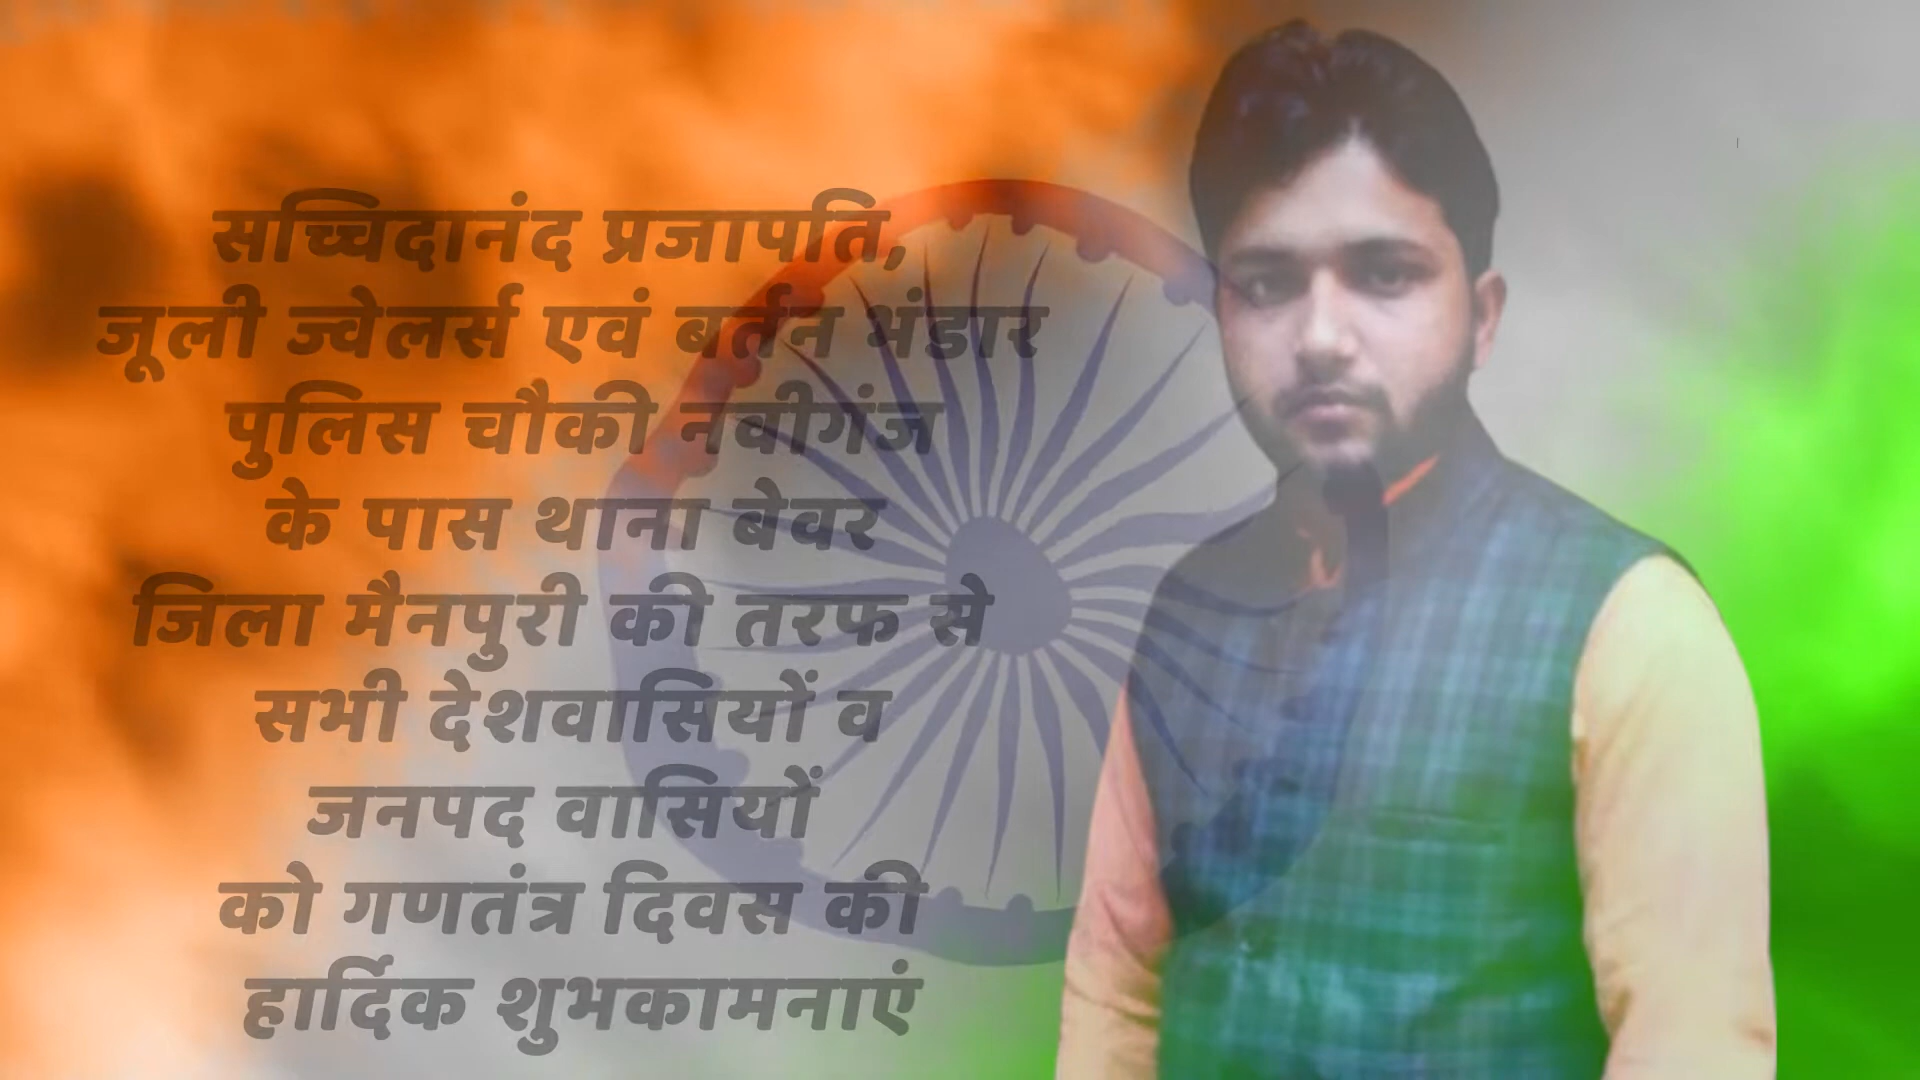 सच्चिदानंद प्रजापति,
जूली ज्वेलर्स एवं बर्तन भंडार
पुलिस चौकी नवीगंज
के पास थाना बेवर
जिला मैनपुरी की तरफ से
सभी देशवासियों व
जनपद वासियों
को गणतंत्र दिवस की
हार्दिक शुभकामनाएं